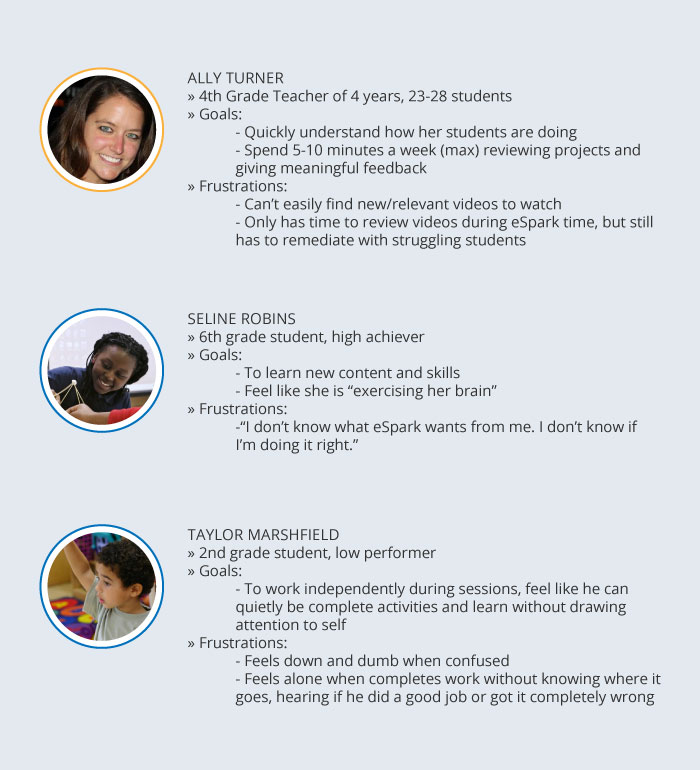 ALLY TURNER
» 4th Grade Teacher of 4 years, 23-28 students
» Goals:
- Quickly understand how her students are doing
- Spend 5-10 minutes a week (max) reviewing projects and
giving meaningful feedback
» Frustrations:
- Can’t easily find new/relevant videos to watch
- Only has time to review videos during eSpark time, but still
has to remediate with struggling students
SELINE ROBINS
» 6th grade student, high achiever
» Goals:
- To learn new content and skills
- Feel like she is “exercising her brain”
» Frustrations:
-“I don’t know what eSpark wants from me. I don’t know if
I’m doing it right.”
TAYLOR MARSHFIELD
» 2nd grade student, low performer
» Goals:
- To work independently during sessions, feel like he can
quietly be complete activities and learn without drawing
attention to self
» Frustrations:
- Feels down and dumb when confused
- Feels alone when completes work without knowing where it
goes, hearing if he did a good job or got it completely wrong